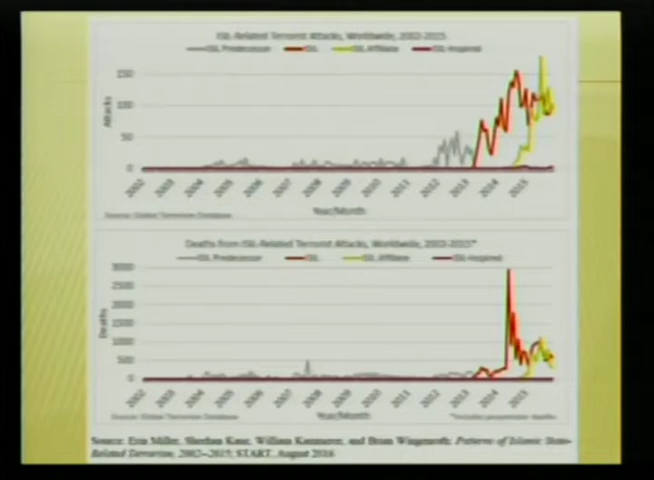 ISIL-Related Terrorist Attacks, Worldwide, 2002-2015
ISIL Predecessor ISIL ISIL Affiliate ISIL-Inspired
Attacks
150
100
50
0
2002 2003 2004 2005 2006 2007 2008 2009 2010 2011 2012 2013 2014 2015
Year/Month
Source: Global Terrorism Database
Deaths from ISIL-Related Terrorist Attacks, Worldwide, 2002-2015*
ISIL Predecessor ISIL ISIL Affiliate ISIL-Inspired
Deaths
3000
2500
2000
1500
1000
500
0
2002 2003 2004 2005 2006 2007 2008 2009 2010 2011 2012 2013 2014 2015
Year/Month
Source: Global Terrorism Database
*Includes perpetrator deaths
Source: Erin Miller, Sheehan Kane, William Kammerer, and Brian Wingenroth; Patterns of Islamic State-
Related Terrorism, 2002–2015; START, August 2016